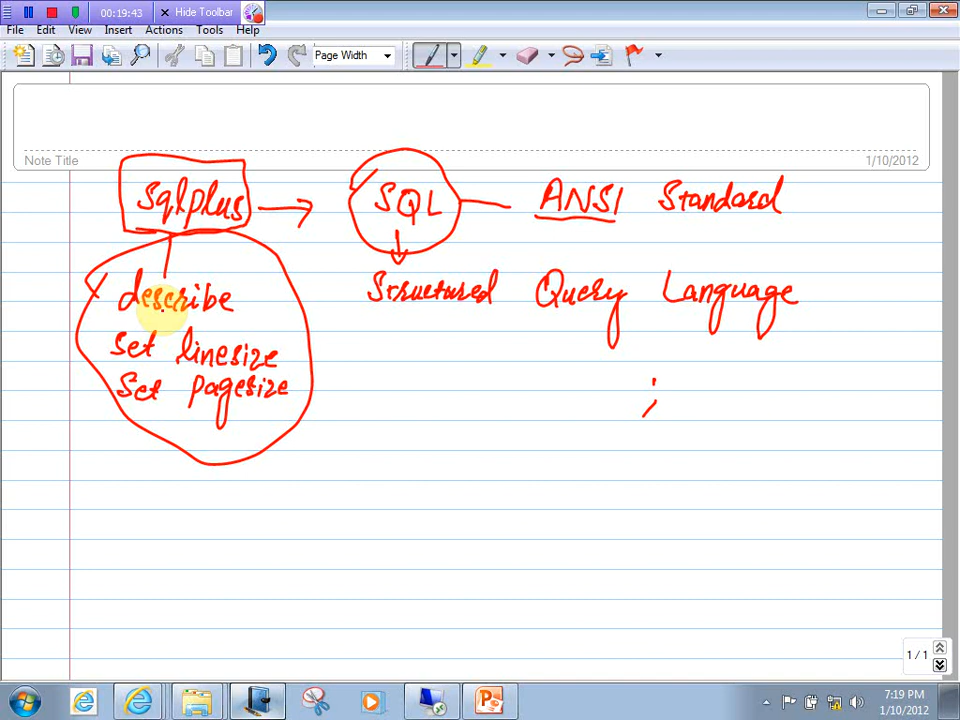 00:19:43 Hide Toolbar
File Edit View Insert Actions Tools Help
Page Width
Note Title 1/10/2012
Sqlplus → SQL — ANSI Standard
describe Structured Query Language
Set linesize
Set pagesize ;
1 / 1
7:19 PM
1/10/2012